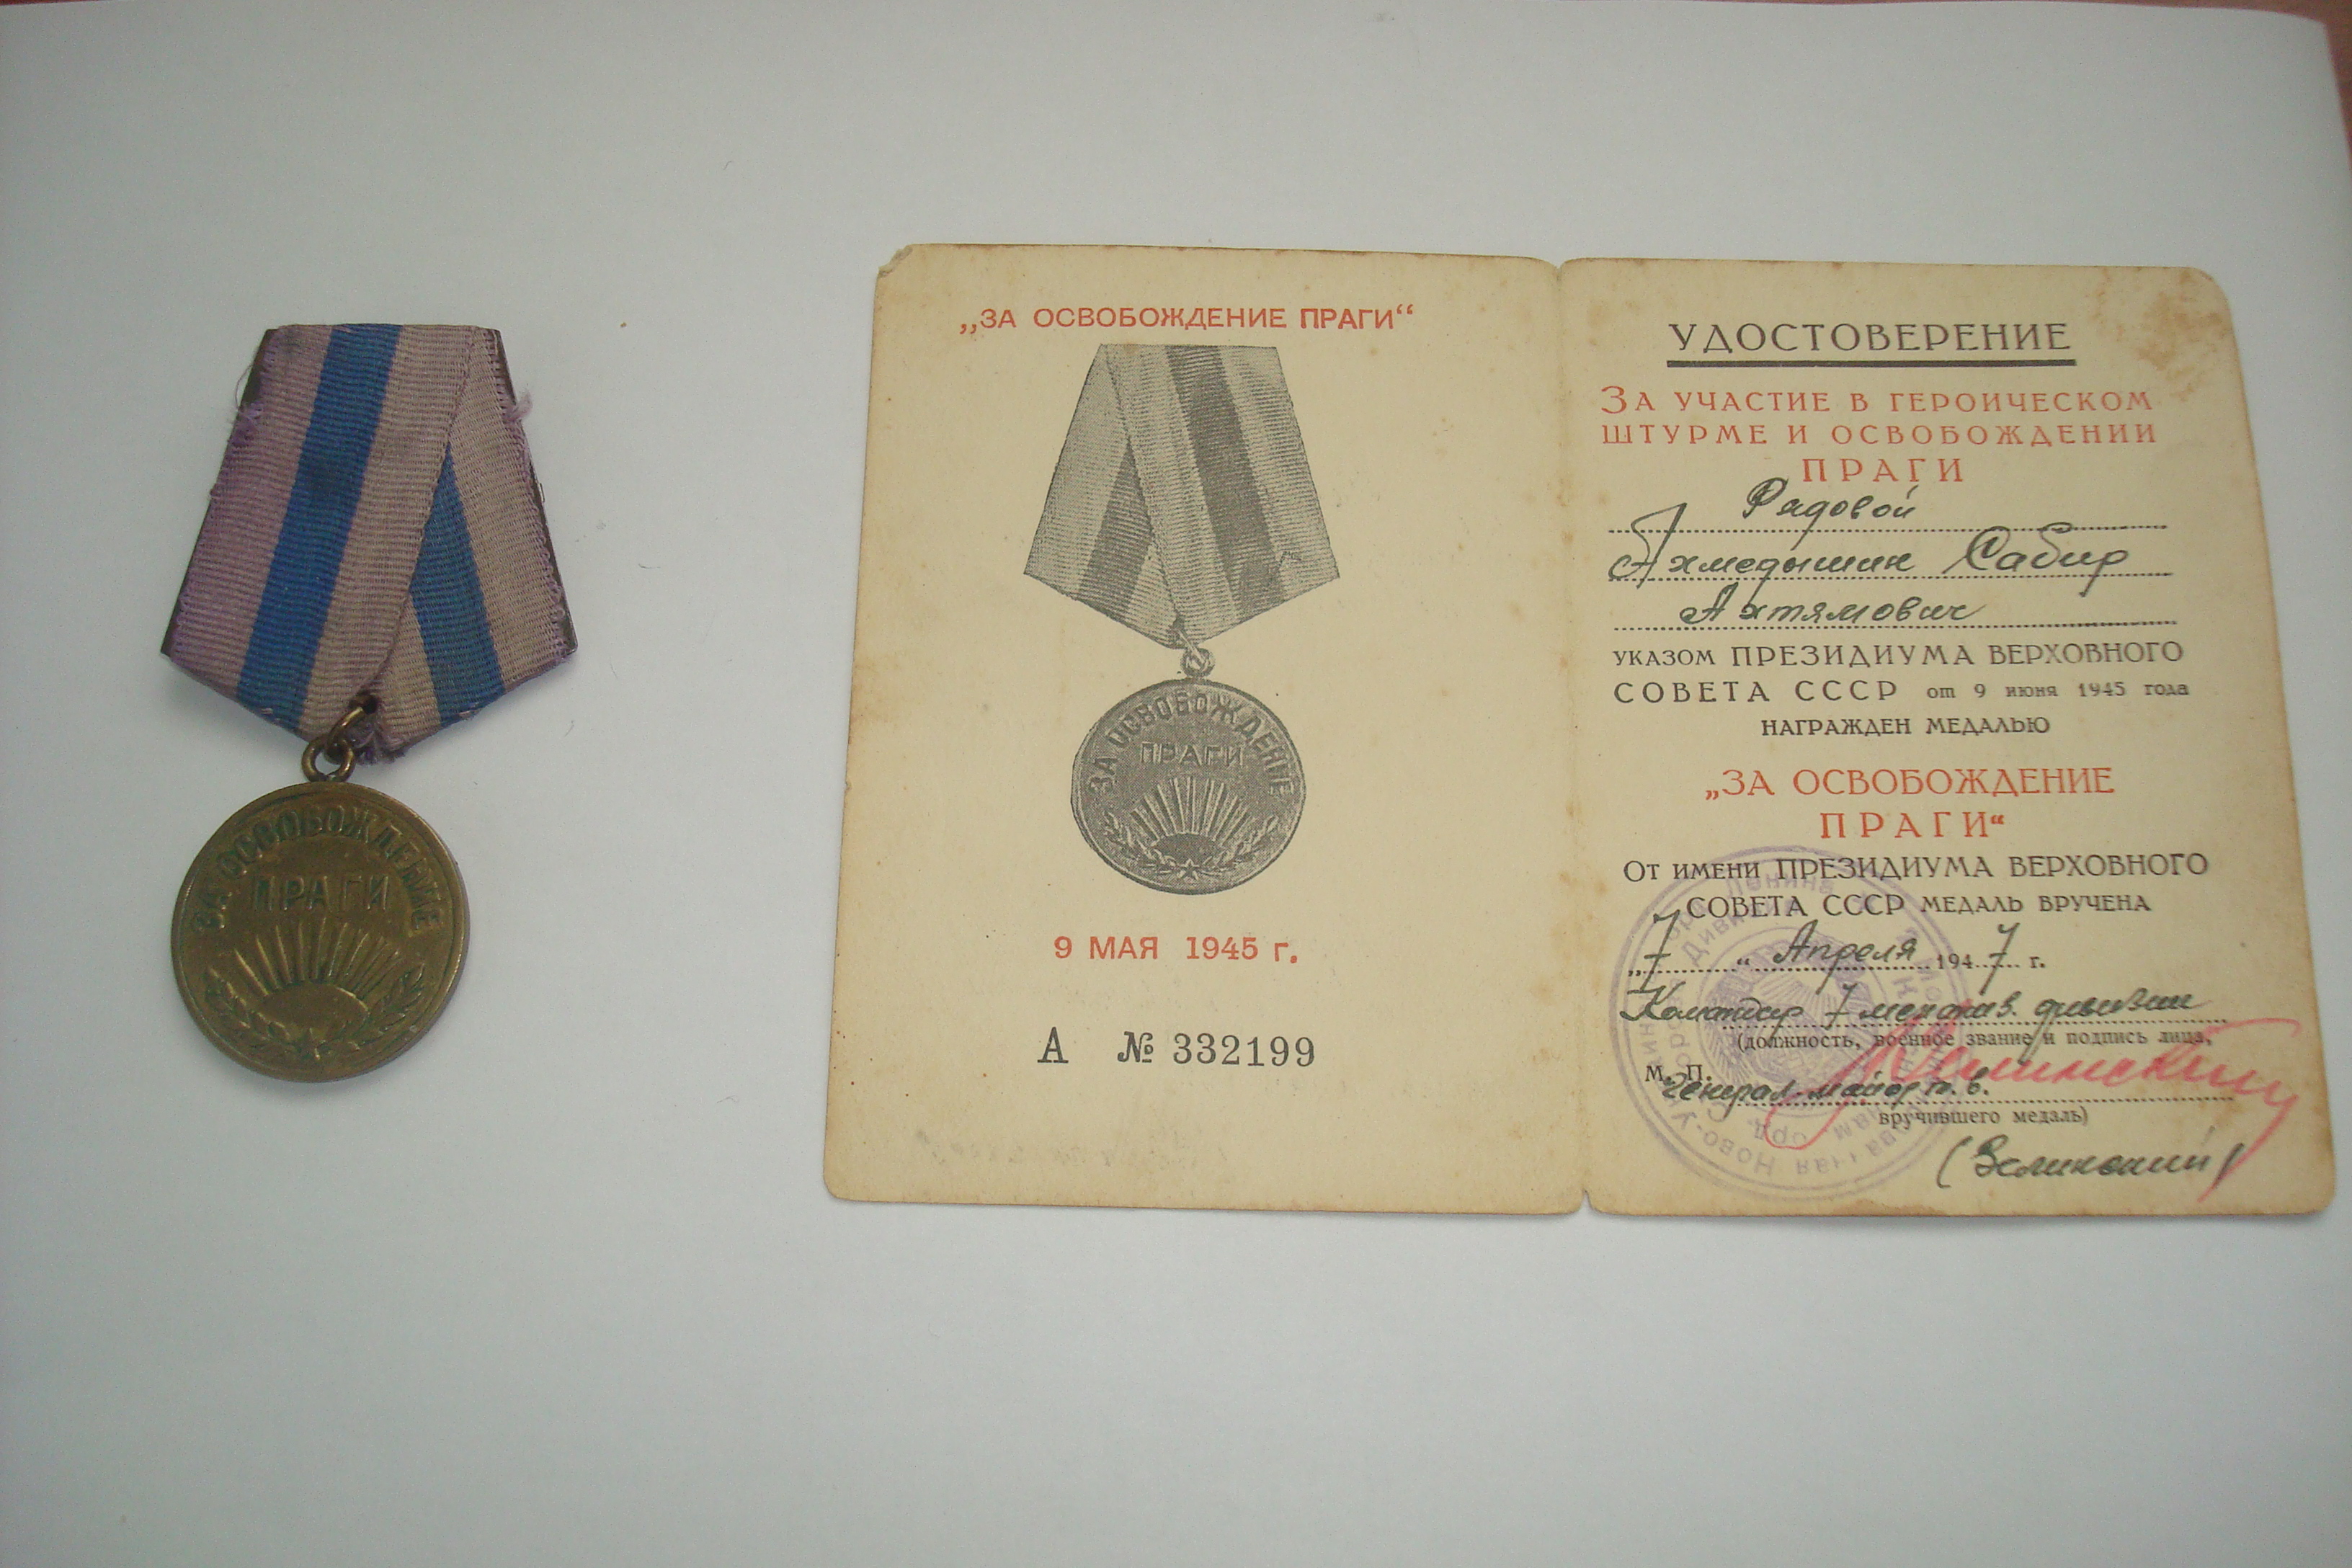 ЗА ОСВОБОЖДЕНИЕ
ПРАГИ
„ЗА ОСВОБОЖДЕНИЕ ПРАГИ“
ЗА ОСВОБОЖДЕНИЕ
ПРАГИ
9 МАЯ 1945 г.
А № 332199
УДОСТОВЕРЕНИЕ
ЗА УЧАСТИЕ В ГЕРОИЧЕСКОМ
ШТУРМЕ И ОСВОБОЖДЕНИИ
ПРАГИ
Рядовой
Ахмедышин Сабир
Ахтямович
УКАЗОМ ПРЕЗИДИУМА ВЕРХОВНОГО
СОВЕТА СССР от 9 июня 1945 года
НАГРАЖДЕН МЕДАЛЬЮ
„ЗА ОСВОБОЖДЕНИЕ
ПРАГИ“
ОТ ИМЕНИ ПРЕЗИДИУМА ВЕРХОВНОГО
СОВЕТА СССР МЕДАЛЬ ВРУЧЕНА
„7“ Апреля 1947 г.
Командир 7 механиз. дивизии
(должность, военное звание и подпись лица,
М. П.
Генерал-майор т. в.
вручившего медаль)